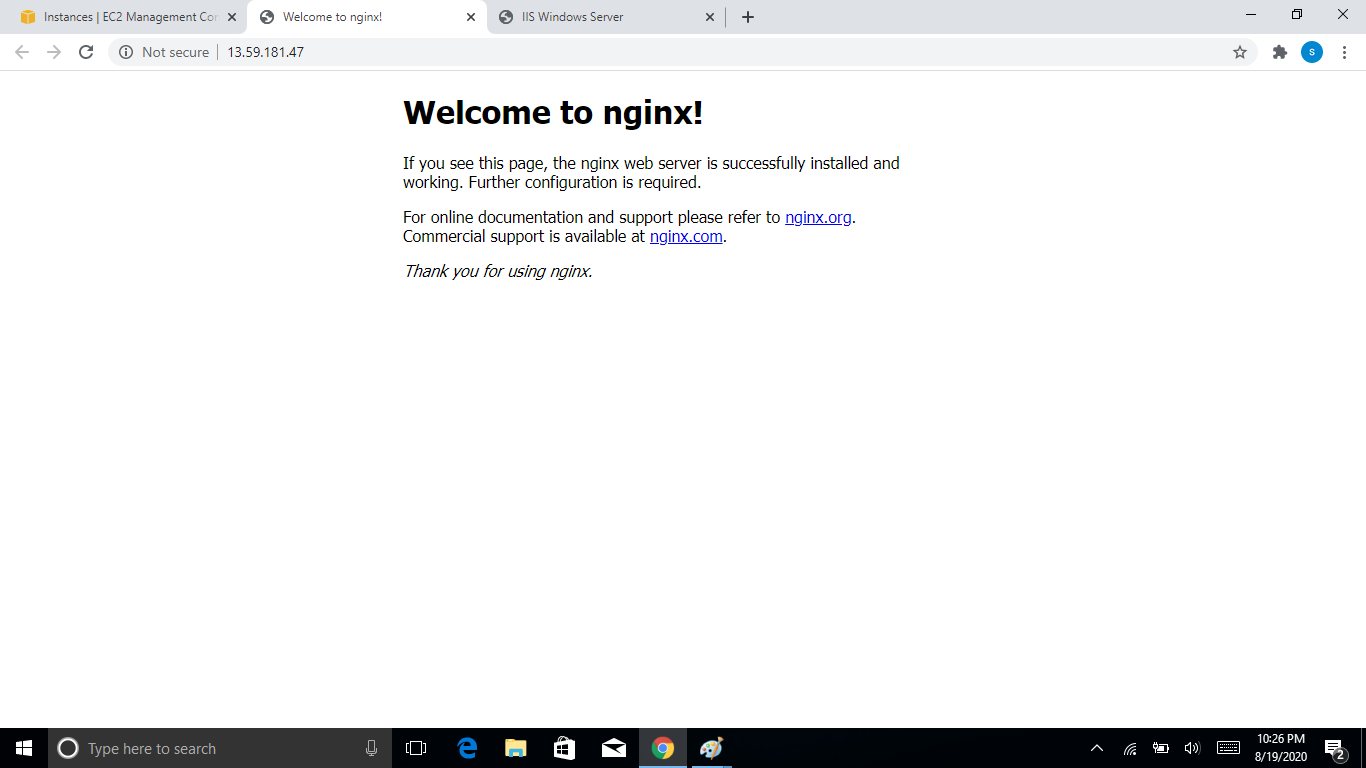 Instances | EC2 Management Con
Welcome to nginx!
IIS Windows Server
Not secure
13.59.181.47
s
Welcome to nginx!
If you see this page, the nginx web server is successfully installed and
working. Further configuration is required.
For online documentation and support please refer to nginx.org.
Commercial support is available at nginx.com.
Thank you for using nginx.
Type here to search
10:26 PM
8/19/2020
2